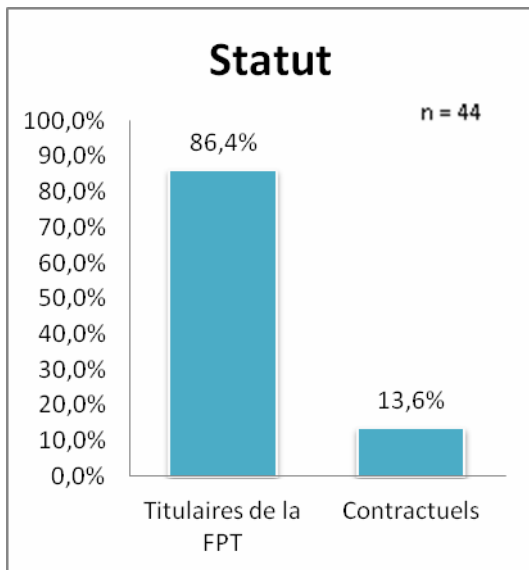 Statut
n = 44
100,0%
90,0%
80,0%
70,0%
60,0%
50,0%
40,0%
30,0%
20,0%
10,0%
0,0%
86,4%
13,6%
Titulaires de la
FPT
Contractuels